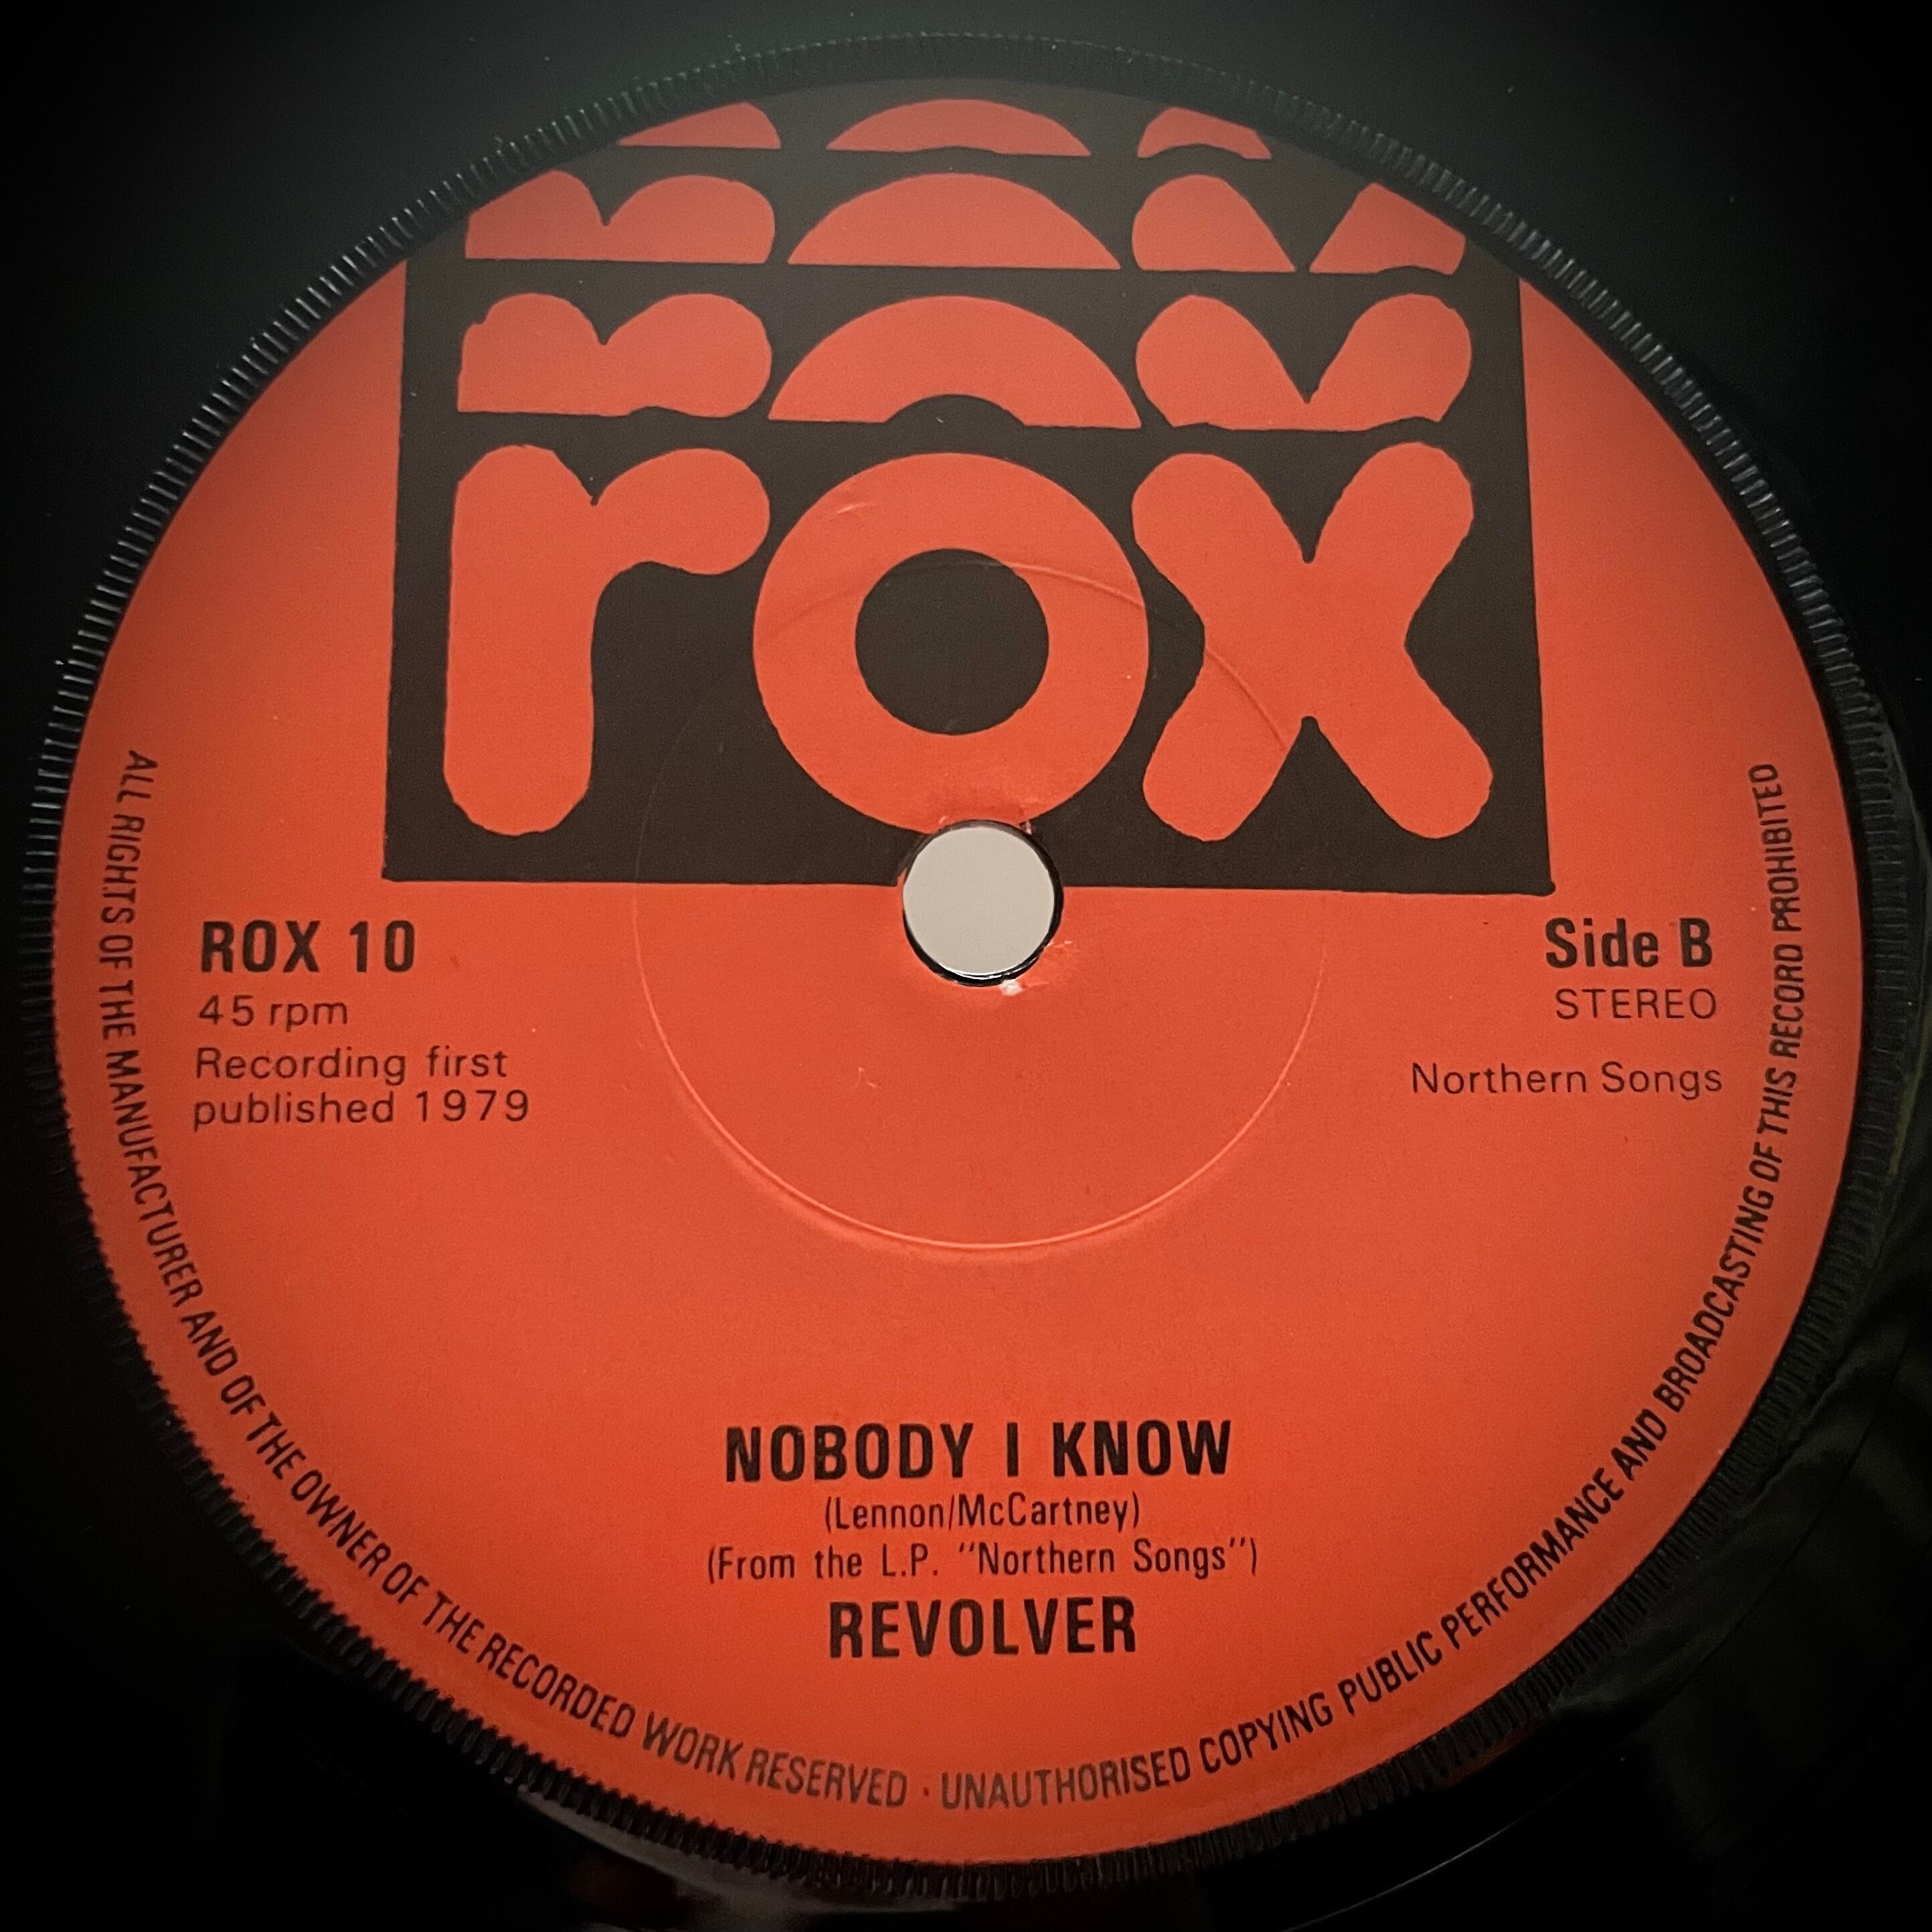 rox
ROX 10
45 rpm
Recording first
published 1979
Side B
STEREO
Northern Songs
NOBODY I KNOW
(Lennon/McCartney)
(From the L.P. "Northern Songs")
REVOLVER
ALL RIGHTS OF THE MANUFACTURER AND OF THE OWNER OF THE RECORDED WORK RESERVED · UNAUTHORISED COPYING PUBLIC PERFORMANCE AND BROADCASTING OF THIS RECORD PROHIBITED